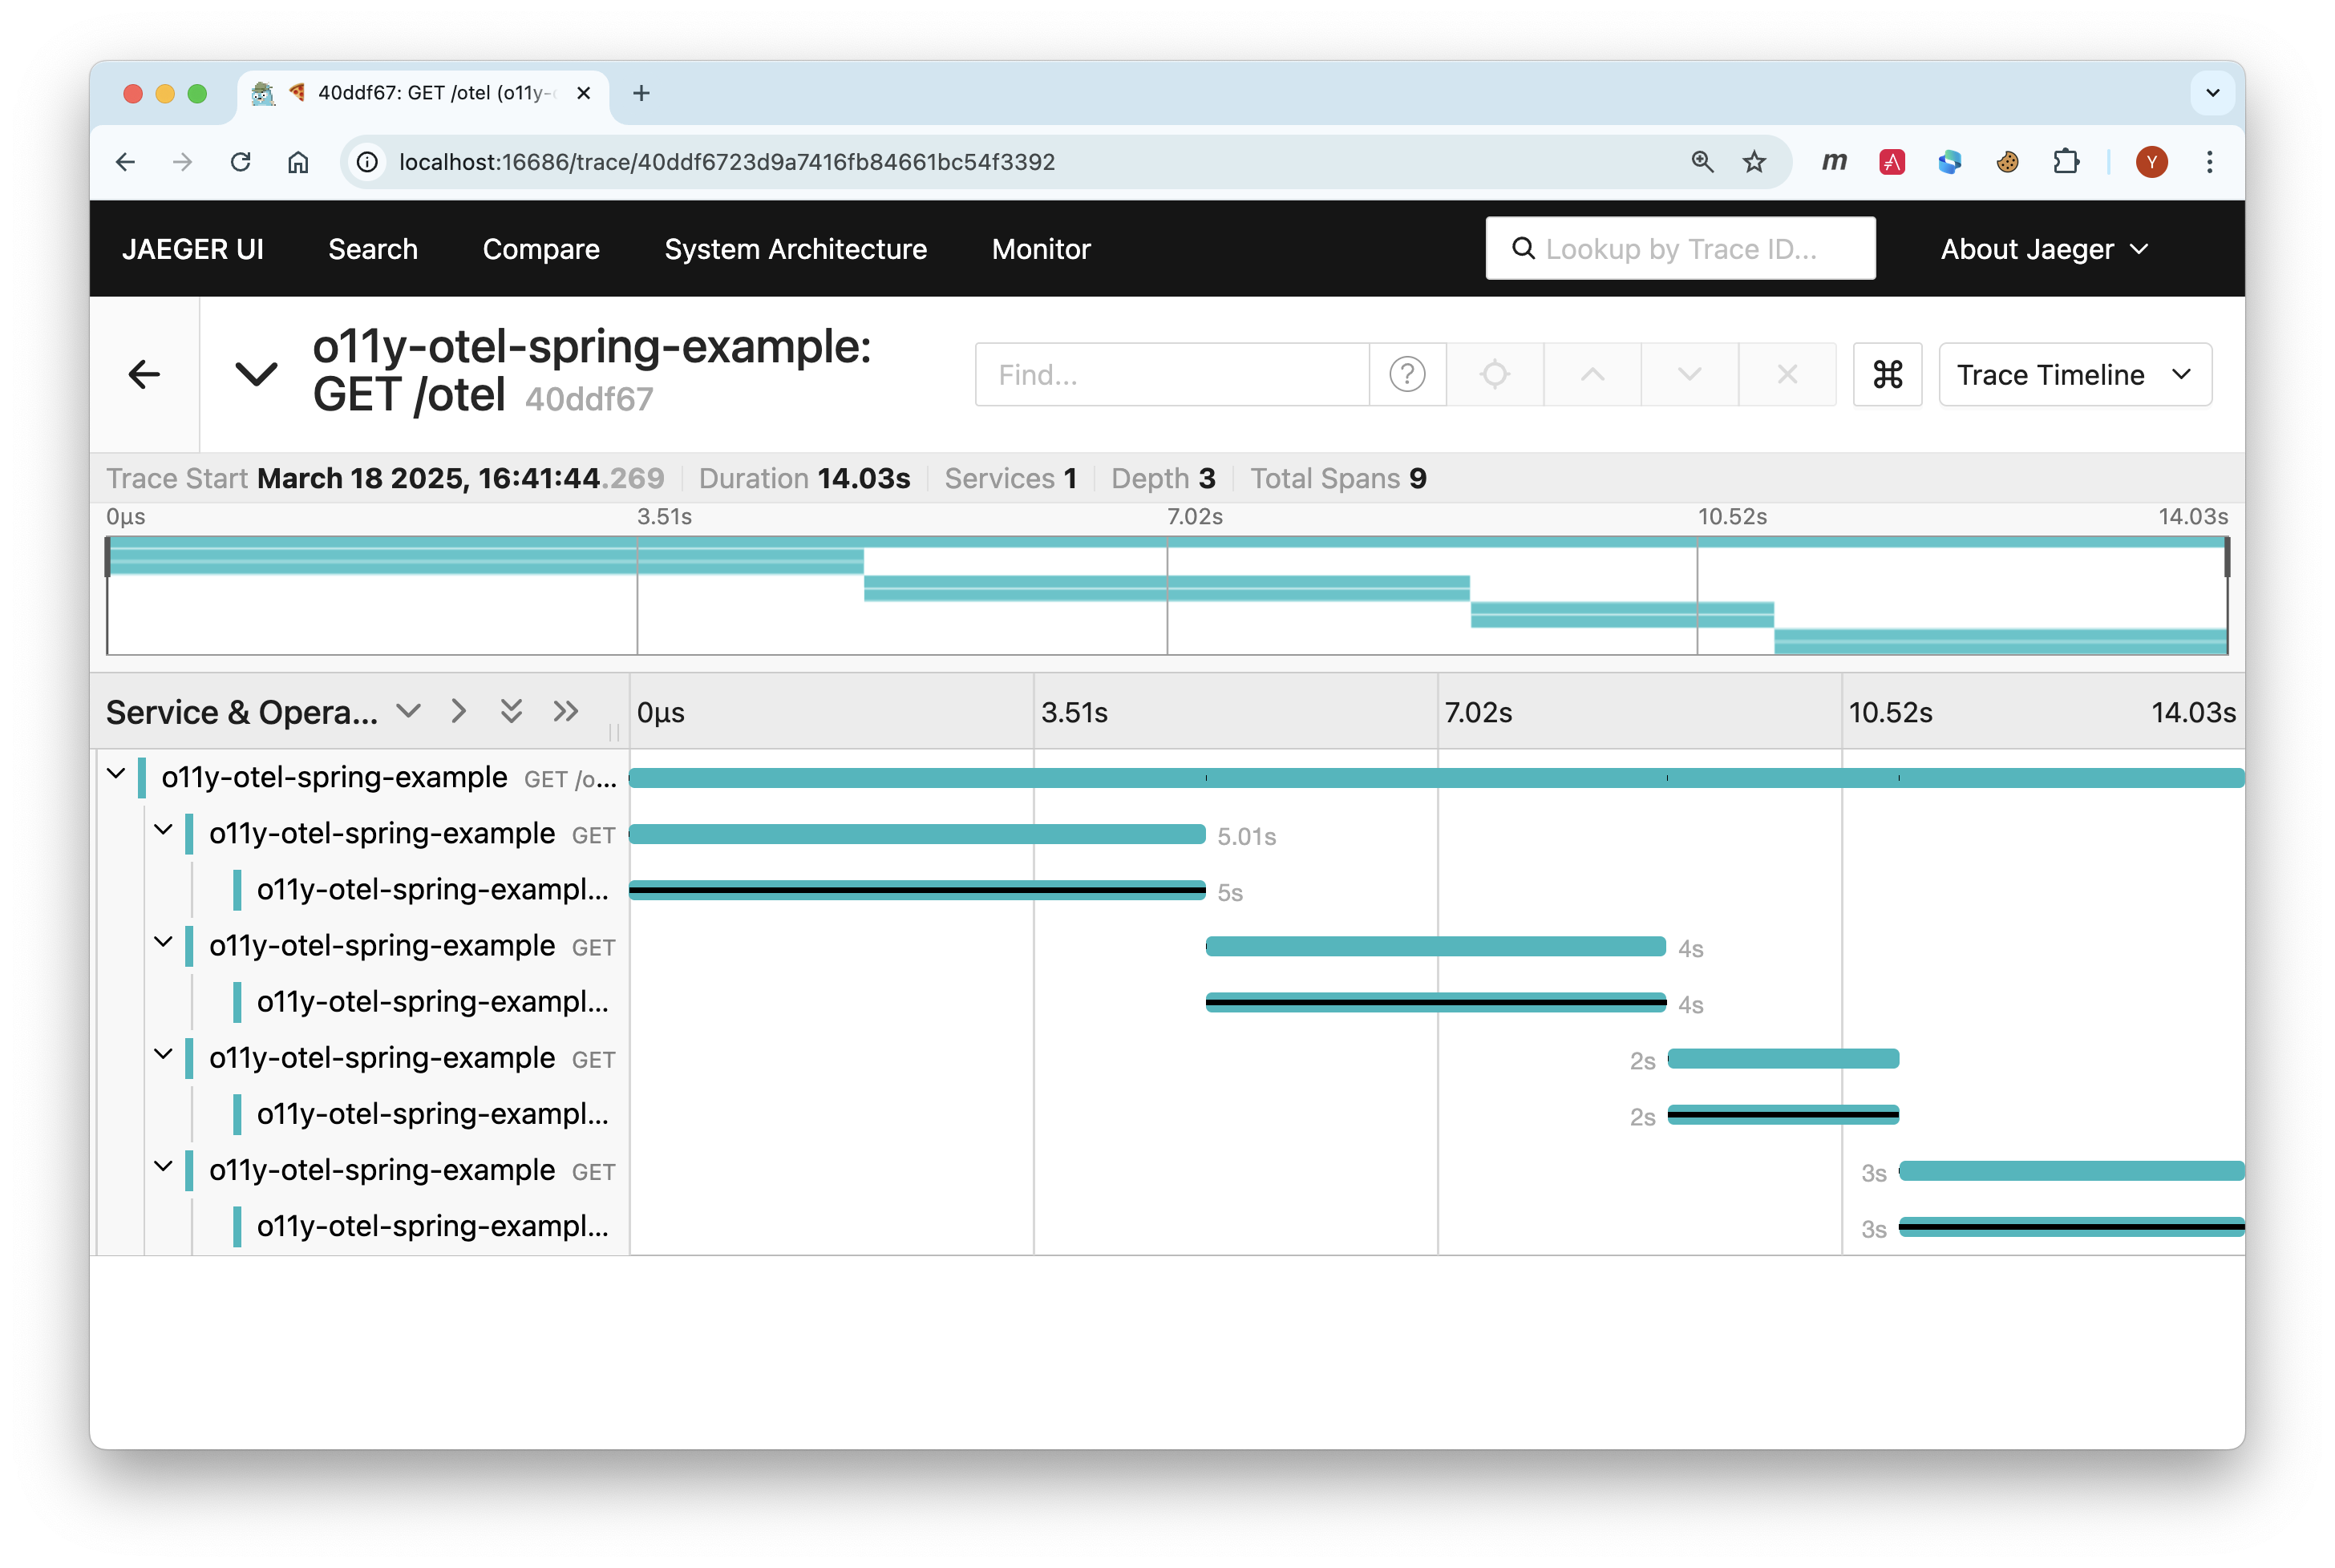 40ddf67: GET /otel (o11y-
localhost:16686/trace/40ddf6723d9a7416fb84661bc54f3392
m
Y
JAEGER UI Search Compare System Architecture Monitor Lookup by Trace ID... About Jaeger
o11y-otel-spring-example:
GET /otel 40ddf67
Find...
?
⌘
Trace Timeline
Trace Start March 18 2025, 16:41:44.269 Duration 14.03s Services 1 Depth 3 Total Spans 9
0μs 3.51s 7.02s 10.52s 14.03s
Service & Opera... 0μs 3.51s 7.02s 10.52s 14.03s
o11y-otel-spring-example GET /o...
o11y-otel-spring-example GET 5.01s
o11y-otel-spring-exampl... 5s
o11y-otel-spring-example GET 4s
o11y-otel-spring-exampl... 4s
o11y-otel-spring-example GET 2s
o11y-otel-spring-exampl... 2s
o11y-otel-spring-example GET 3s
o11y-otel-spring-exampl... 3s